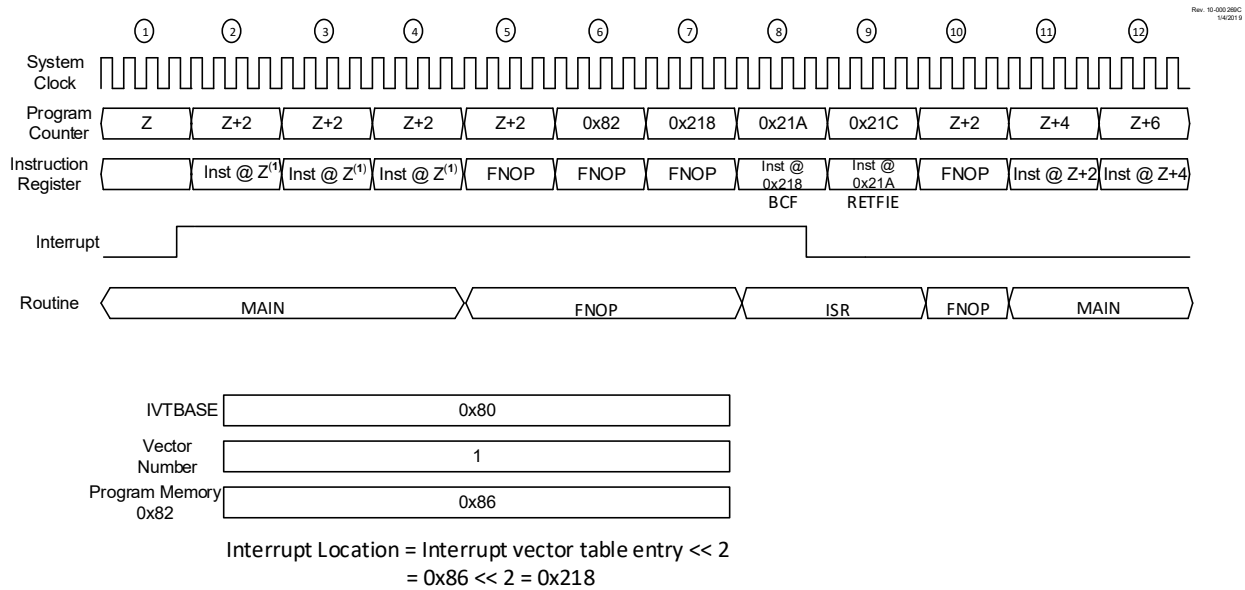 Rev. 10-000269C
1/4/2019
1 2 3 4 5 6 7 8 9 10 11 12
System
Clock
Program
Counter
Z Z+2 Z+2 Z+2 Z+2 0x82 0x218 0x21A 0x21C Z+2 Z+4 Z+6
Instruction
Register
Inst @ Z(1) Inst @ Z(1) Inst @ Z(1) FNOP FNOP FNOP Inst @ 0x218 Inst @ 0x21A FNOP Inst @ Z+2 Inst @ Z+4
BCF RETFIE
Interrupt
Routine
MAIN FNOP ISR FNOP MAIN
IVTBASE 0x80
Vector
Number
1
Program Memory
0x82
0x86
Interrupt Location = Interrupt vector table entry << 2
= 0x86 << 2 = 0x218